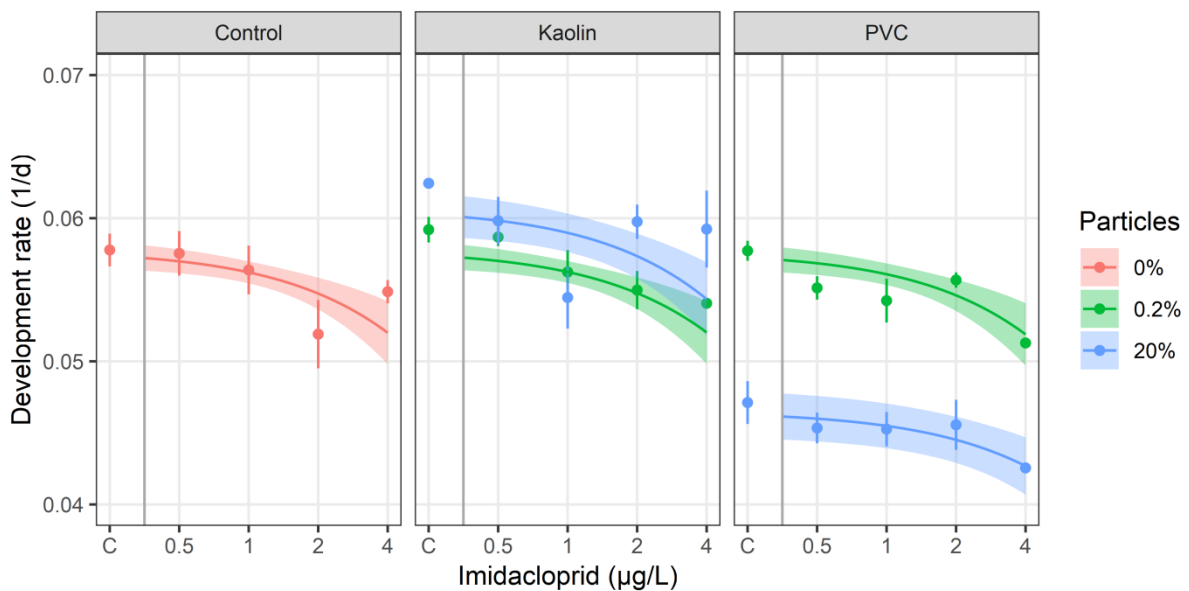 Control Kaolin PVC
0.07
0.06
0.05
0.04
Development rate (1/d)
C 0.5 1 2 4 C 0.5 1 2 4 C 0.5 1 2 4
Imidacloprid (µg/L)
Particles
0%
0.2%
20%